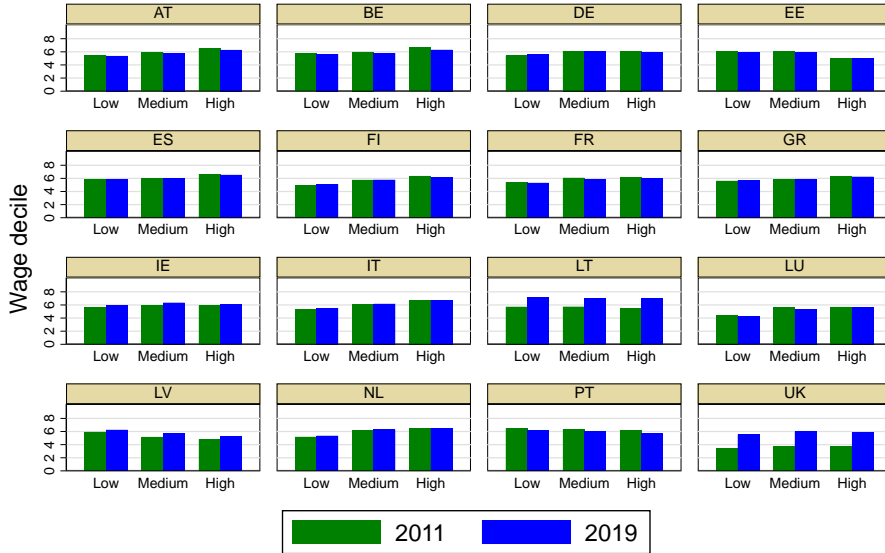 Wage decile
AT BE DE EE
0 2 4 6 8
Low Medium High Low Medium High Low Medium High Low Medium High
ES FI FR GR
0 2 4 6 8
Low Medium High Low Medium High Low Medium High Low Medium High
IE IT LT LU
0 2 4 6 8
Low Medium High Low Medium High Low Medium High Low Medium High
LV NL PT UK
0 2 4 6 8
Low Medium High Low Medium High Low Medium High Low Medium High
2011 2019